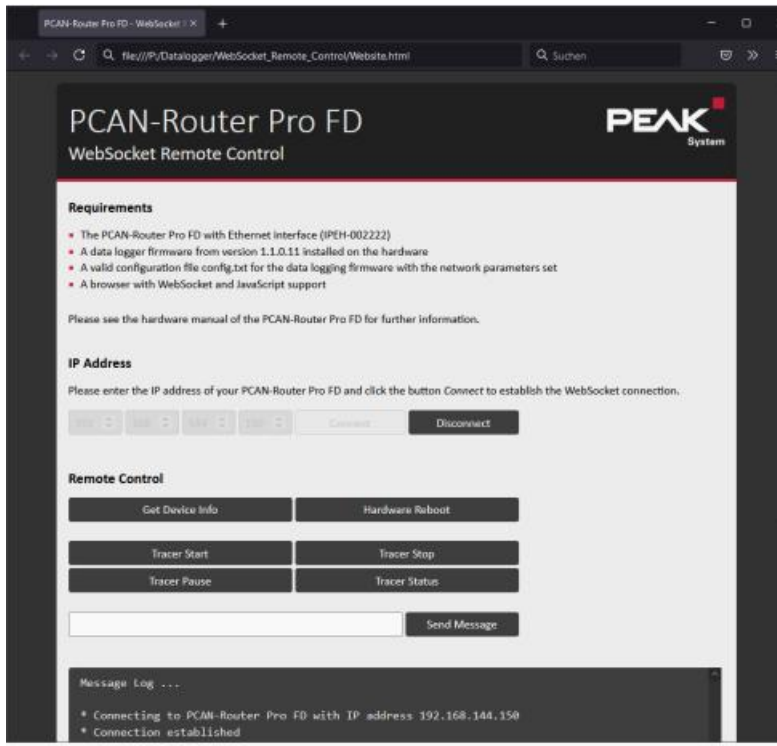 PCAN-Router Pro FD - WebSocket
file:///P:/Datalogger/WebSocket_Remote_Control/Website.html
Suchen
PCAN-Router Pro FD
PEAK
System
WebSocket Remote Control
Requirements
The PCAN-Router Pro FD with Ethernet interface (IPEH-002222)
A data logger firmware from version 1.1.0.11 installed on the hardware
A valid configuration file config.txt for the data logging firmware with the network parameters set
A browser with WebSocket and JavaScript support
Please see the hardware manual of the PCAN-Router Pro FD for further information.
IP Address
Please enter the IP address of your PCAN-Router Pro FD and click the button Connect to establish the WebSocket connection.
Connect Disconnect
Remote Control
Get Device Info Hardware Reboot
Tracer Start Tracer Stop
Tracer Pause Tracer Status
Send Message
Message Log ...
* Connecting to PCAN-Router Pro FD with IP address 192.168.144.150
* Connection established